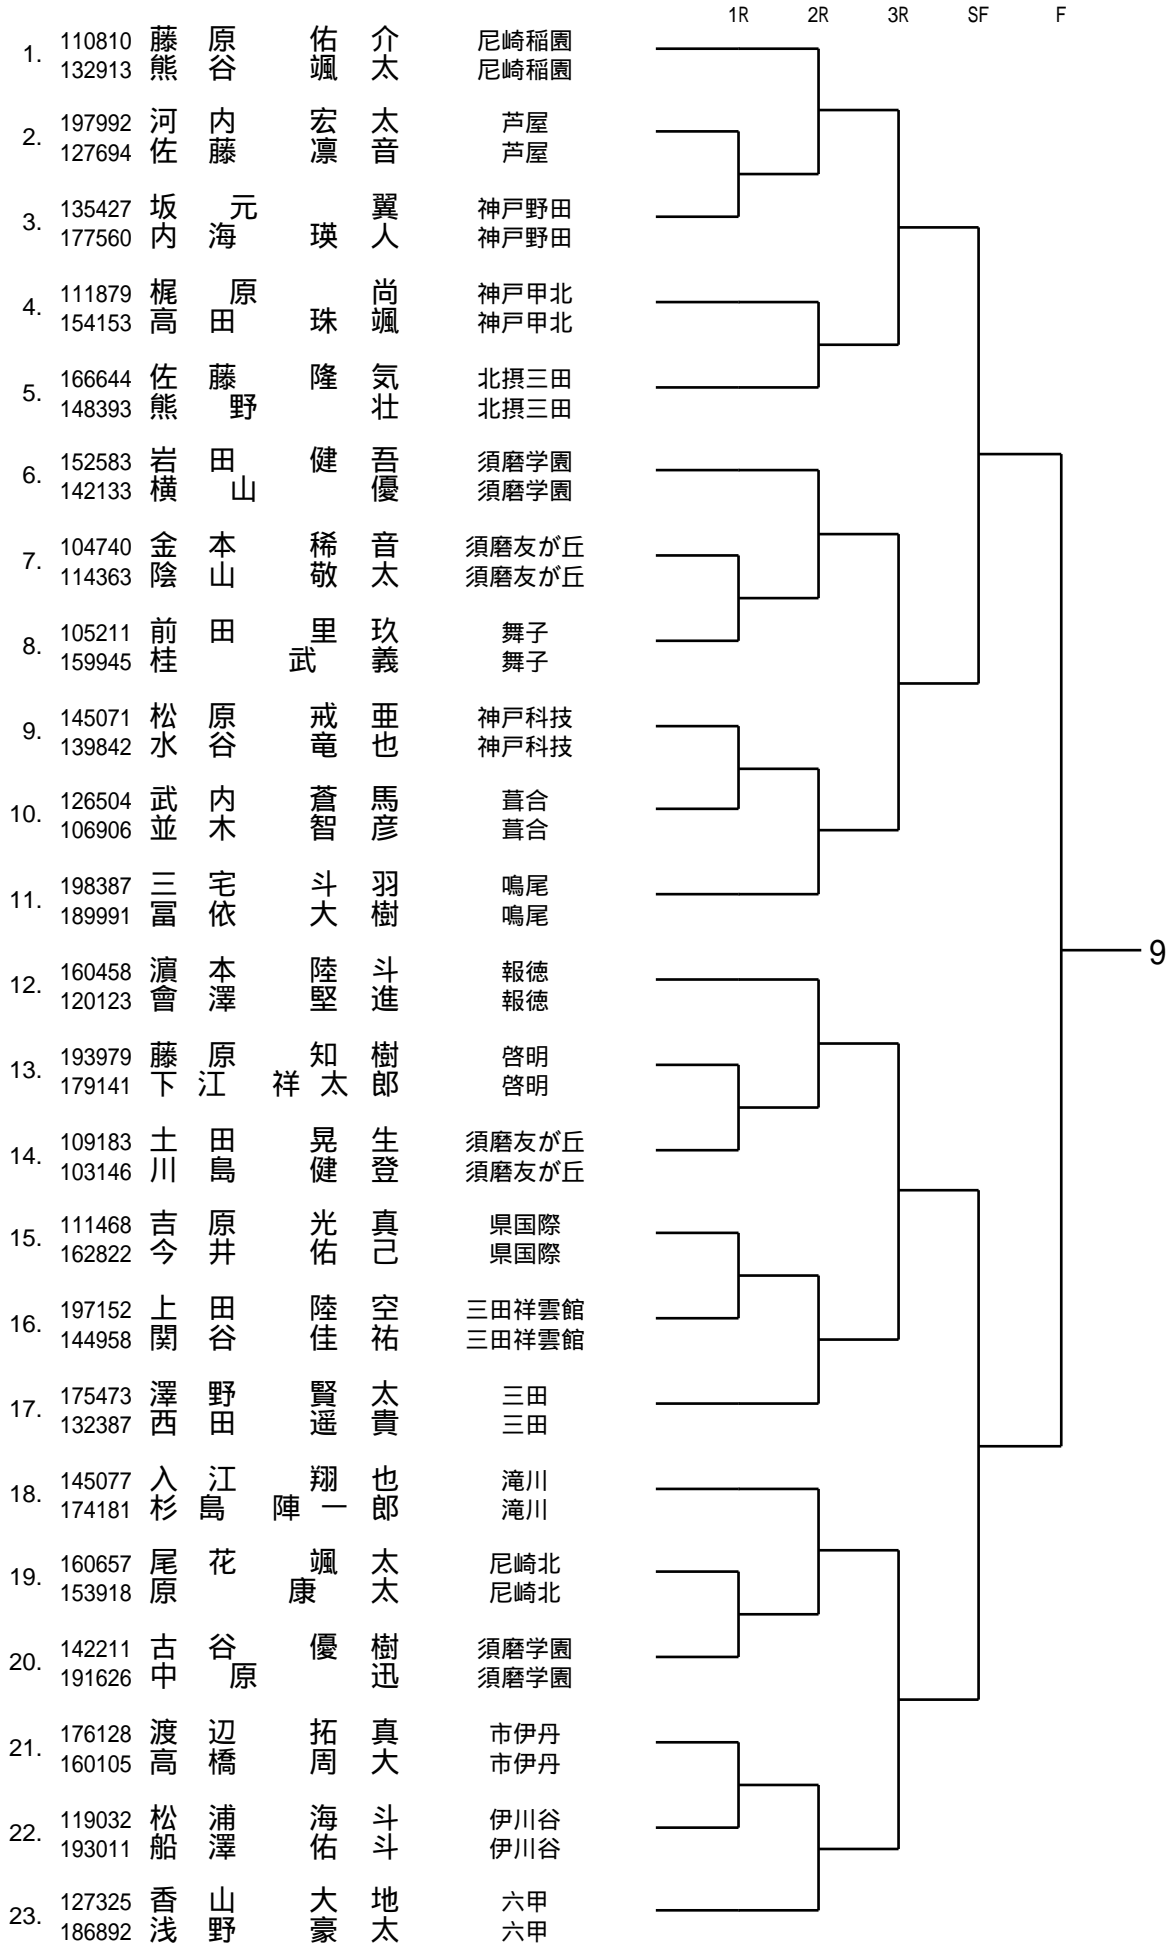 1R 2R 3R SF F
1. 110810 藤原 佑介 尼崎稲園
132913 熊谷 颯太 尼崎稲園
2. 197992 河内 宏太 芦屋
127694 佐藤 凛音 芦屋
3. 135427 坂元 翼 神戸野田
177560 内海 瑛人 神戸野田
4. 111879 梶原 尚 神戸甲北
154153 高田 珠颯 神戸甲北
5. 166644 佐藤 隆気 北摂三田
148393 熊野 壮 北摂三田
6. 152583 岩田 健吾 須磨学園
142133 横山 優 須磨学園
7. 104740 金本 稀音 須磨友が丘
114363 陰山 敬太 須磨友が丘
8. 105211 前田 里玖 舞子
159945 桂 武義 舞子
9. 145071 松原 戒亜 神戸科技
139842 水谷 竜也 神戸科技
10. 126504 武内 蒼馬 葺合
106906 並木 智彦 葺合
11. 198387 三宅 斗羽 鳴尾
189991 冨依 大樹 鳴尾
9
12. 160458 濵本 陸斗 報徳
120123 會澤 堅進 報徳
13. 193979 藤原 知樹 啓明
179141 下江 祥太郎 啓明
14. 109183 土田 晃生 須磨友が丘
103146 川島 健登 須磨友が丘
15. 111468 吉原 光真 県国際
162822 今井 佑己 県国際
16. 197152 上田 陸空 三田祥雲館
144958 関谷 佳祐 三田祥雲館
17. 175473 澤野 賢太 三田
132387 西田 遥貴 三田
18. 145077 入江 翔也 滝川
174181 杉島 陣一郎 滝川
19. 160657 尾花 颯太 尼崎北
153918 原 康太 尼崎北
20. 142211 古谷 優樹 須磨学園
191626 中原 迅 須磨学園
21. 176128 渡辺 拓真 市伊丹
160105 高橋 周大 市伊丹
22. 119032 松浦 海斗 伊川谷
193011 船澤 佑斗 伊川谷
23. 127325 香山 大地 六甲
186892 浅野 豪太 六甲